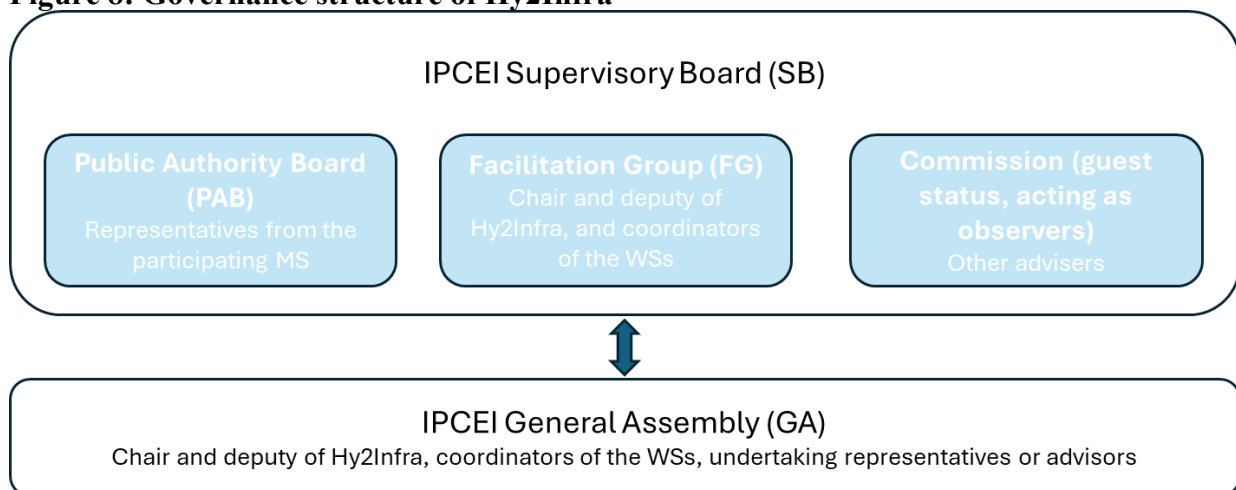 Figure 8: Governance structure of Hy2Infra
IPCEI Supervisory Board (SB)
Public Authority Board
(PAB)
Representatives from the
participating MS
Facilitation Group (FG)
Chair and deputy of
Hy2Infra, and coordinators
of the WSs
Commission (guest
status, acting as
observers)
Other advisers
IPCEI General Assembly (GA)
Chair and deputy of Hy2Infra, coordinators of the WSs, undertaking representatives or advisors